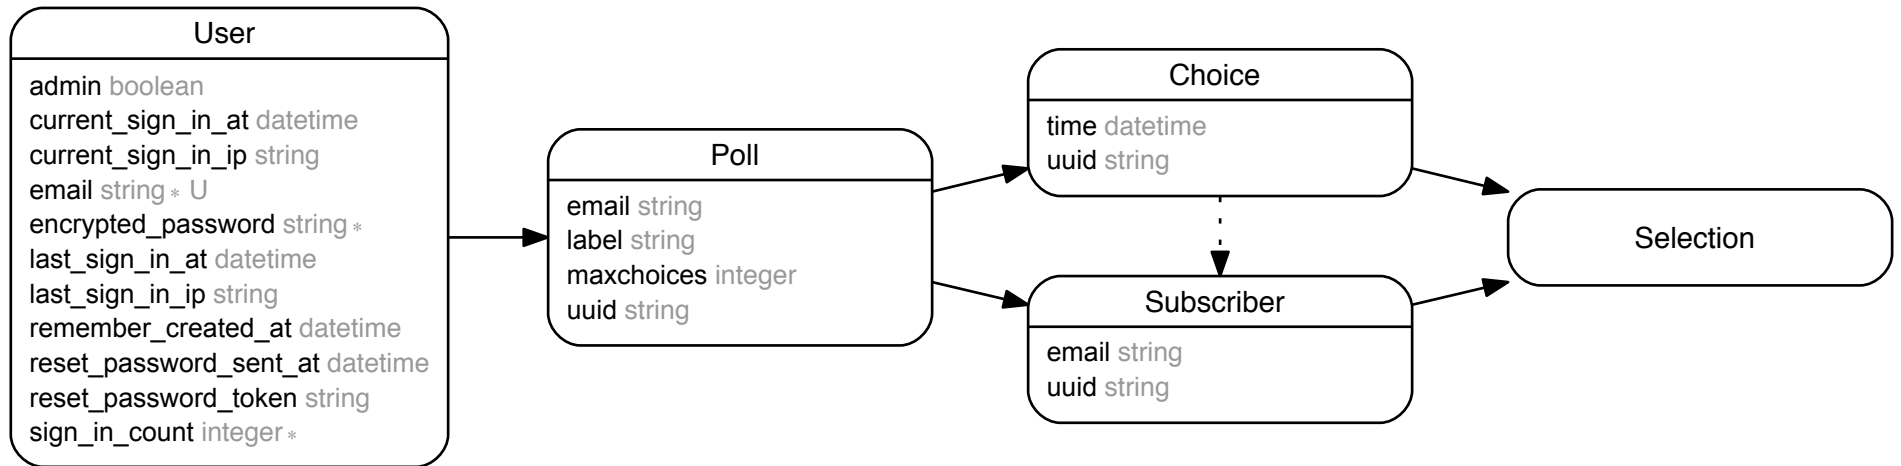 User
admin boolean
current_sign_in_at datetime
current_sign_in_ip string
email string ∗ U
encrypted_password string ∗
last_sign_in_at datetime
last_sign_in_ip string
remember_created_at datetime
reset_password_sent_at datetime
reset_password_token string
sign_in_count integer ∗
Poll
email string
label string
maxchoices integer
uuid string
Choice
time datetime
uuid string
Subscriber
email string
uuid string
Selection